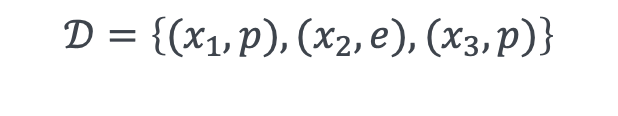 𝒟 = {(x₁, p), (x₂, e), (x₃, p)}